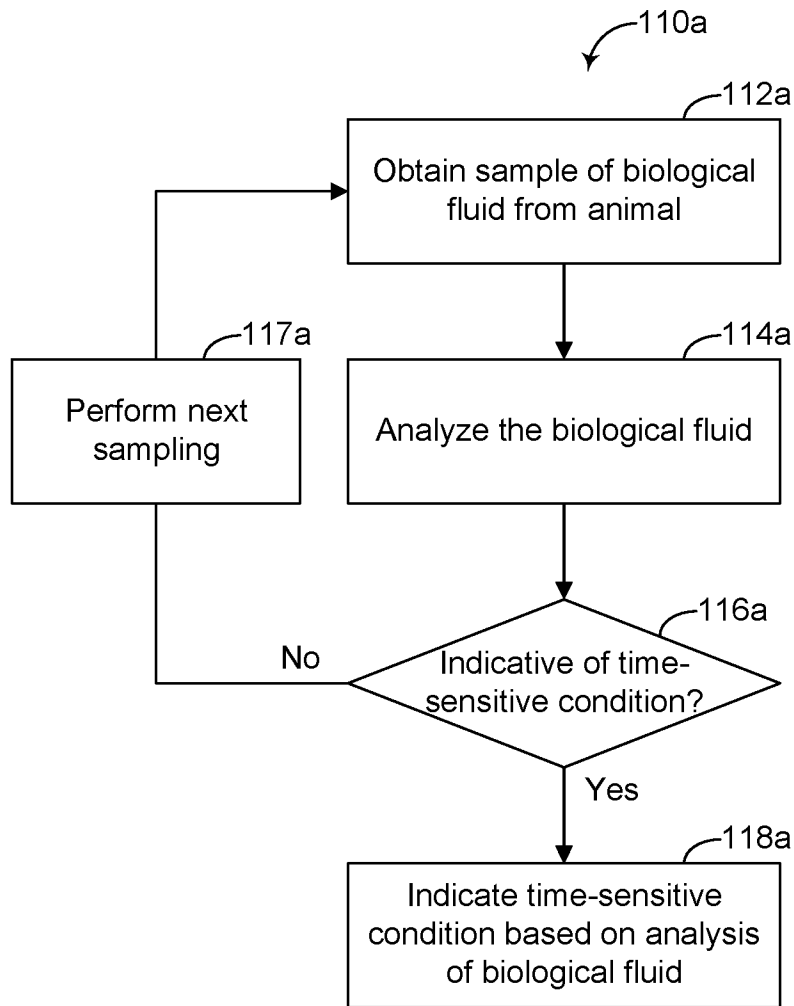 110a
112a
Obtain sample of biological
fluid from animal
117a
Perform next
sampling
114a
Analyze the biological fluid
116a
Indicative of time-
sensitive condition?
No
Yes
118a
Indicate time-sensitive
condition based on analysis
of biological fluid